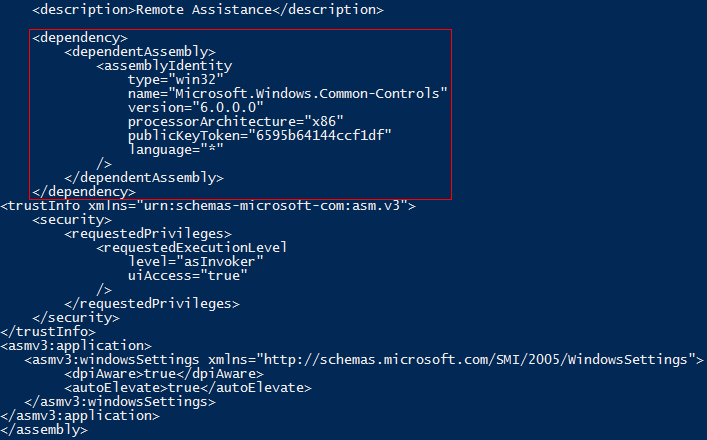 <description>Remote Assistance</description>
<dependency>
<dependentAssembly>
<assemblyIdentity
type="win32"
name="Microsoft.Windows.Common-Controls"
version="6.0.0.0"
processorArchitecture="x86"
publicKeyToken="6595b64144ccf1df"
language="*"
/>
</dependentAssembly>
</dependency>
<trustInfo xmlns="urn:schemas-microsoft-com:asm.v3">
<security>
<requestedPrivileges>
<requestedExecutionLevel
level="asInvoker"
uiAccess="true"
/>
</requestedPrivileges>
</security>
</trustInfo>
<asmv3:application>
<asmv3:windowsSettings xmlns="http://schemas.microsoft.com/SMI/2005/WindowsSettings">
<dpiAware>true</dpiAware>
<autoElevate>true</autoElevate>
</asmv3:windowsSettings>
</asmv3:application>
</assembly>